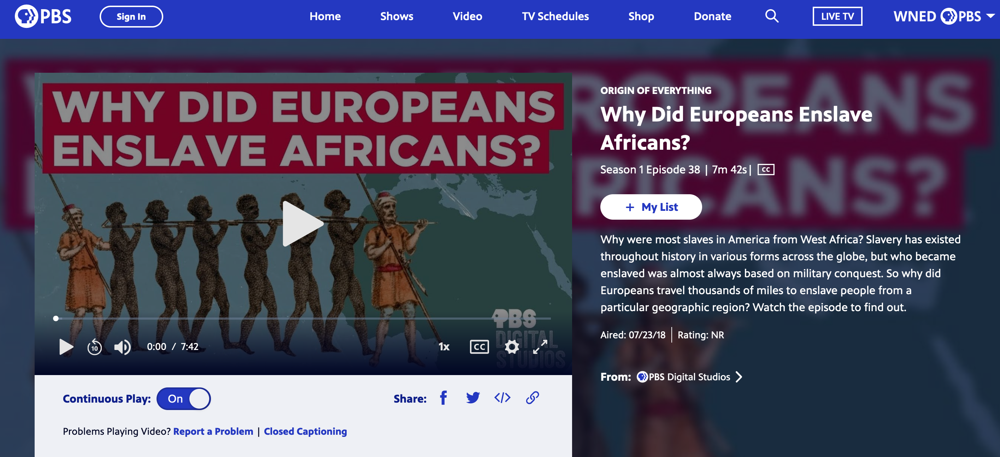 PBS
Sign In
Home
Shows
Video
TV Schedules
Shop
Donate
LIVE TV
WNED PBS
WHY DID EUROPEANS
ENSLAVE AFRICANS?
PBS
DIGITAL
STUDIOS
10
0:00 / 7:42
1x
CC
Continuous Play: On
Share:
Problems Playing Video? Report a Problem | Closed Captioning
ORIGIN OF EVERYTHING
Why Did Europeans Enslave
Africans?
Season 1 Episode 38 | 7m 42s | CC
+ My List
Why were most slaves in America from West Africa? Slavery has existed
throughout history in various forms across the globe, but who became
enslaved was almost always based on military conquest. So why did
Europeans travel thousands of miles to enslave people from a
particular geographic region? Watch the episode to find out.
Aired: 07/23/18 | Rating: NR
From: PBS Digital Studios
ROPEANS
RICANS?